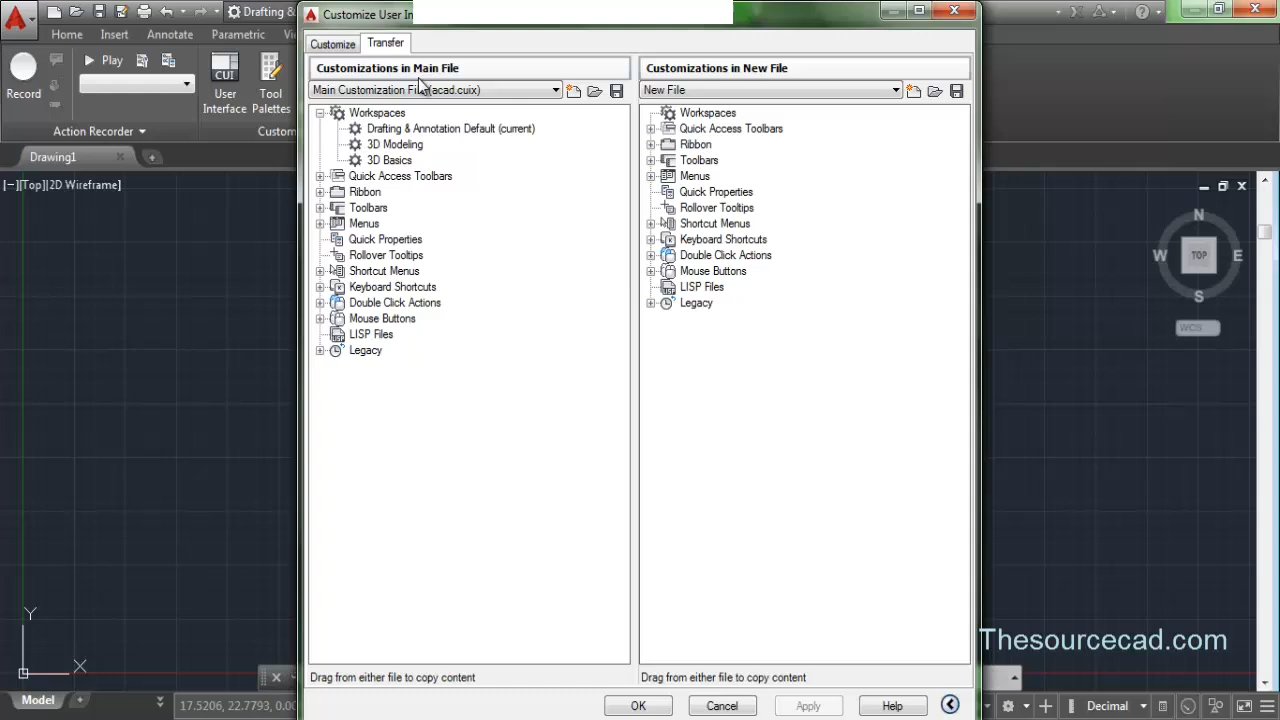 Drafting &
Customize User In
Home Insert Annotate Parametric
Record
Play
CUI
User Interface
Tool Palettes
Action Recorder
Custom
Drawing1
[−][Top][2D Wireframe]
Customize Transfer
Customizations in Main File
Main Customization Fi (acad.cuix)
Workspaces
Drafting & Annotation Default (current)
3D Modeling
3D Basics
Quick Access Toolbars
Ribbon
Toolbars
Menus
Quick Properties
Rollover Tooltips
Shortcut Menus
Keyboard Shortcuts
Double Click Actions
Mouse Buttons
LISP Files
Legacy
Drag from either file to copy content
Customizations in New File
New File
Workspaces
Quick Access Toolbars
Ribbon
Toolbars
Menus
Quick Properties
Rollover Tooltips
Shortcut Menus
Keyboard Shortcuts
Double Click Actions
Mouse Buttons
LISP Files
Legacy
Drag from either file to copy content
OK Cancel Apply Help
N
W TOP E
S
WCS
Thesourcecad.com
Y
X
Model
17.5206, 22.7793, 0.00
Decimal